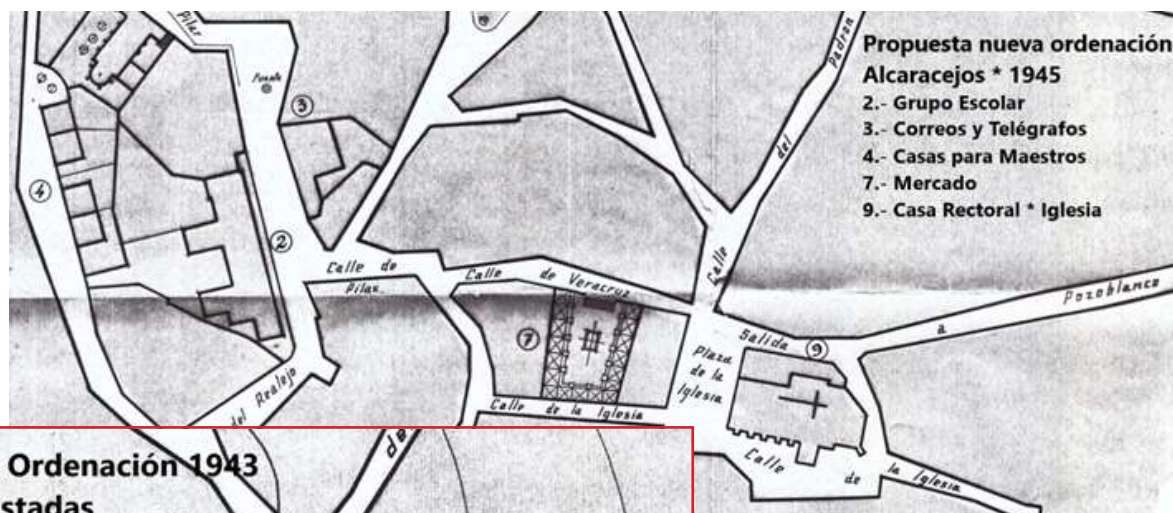 Propuesta nueva ordenación
Alcaracejos * 1945
2.- Grupo Escolar
3.- Correos y Telégrafos
4.- Casas para Maestros
7.- Mercado
9.- Casa Rectoral * Iglesia
Pilar
Fuente
3
4
2
Calle de
Pilar
Calle de Veracruz
7
Calle del Padron
Salida 9 a Pozoblanco
Plaza
de la
Iglesia
Calle de la Iglesia
Calle de la Iglesia
del Realejo
de
Ordenación 1943
stadas